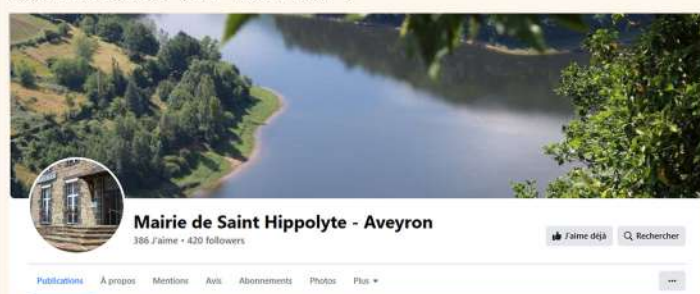 Mairie de Saint Hippolyte - Aveyron
386 J'aime • 420 followers
J'aime déjà Rechercher
Publications À propos Mentions Avis Abonnements Photos Plus